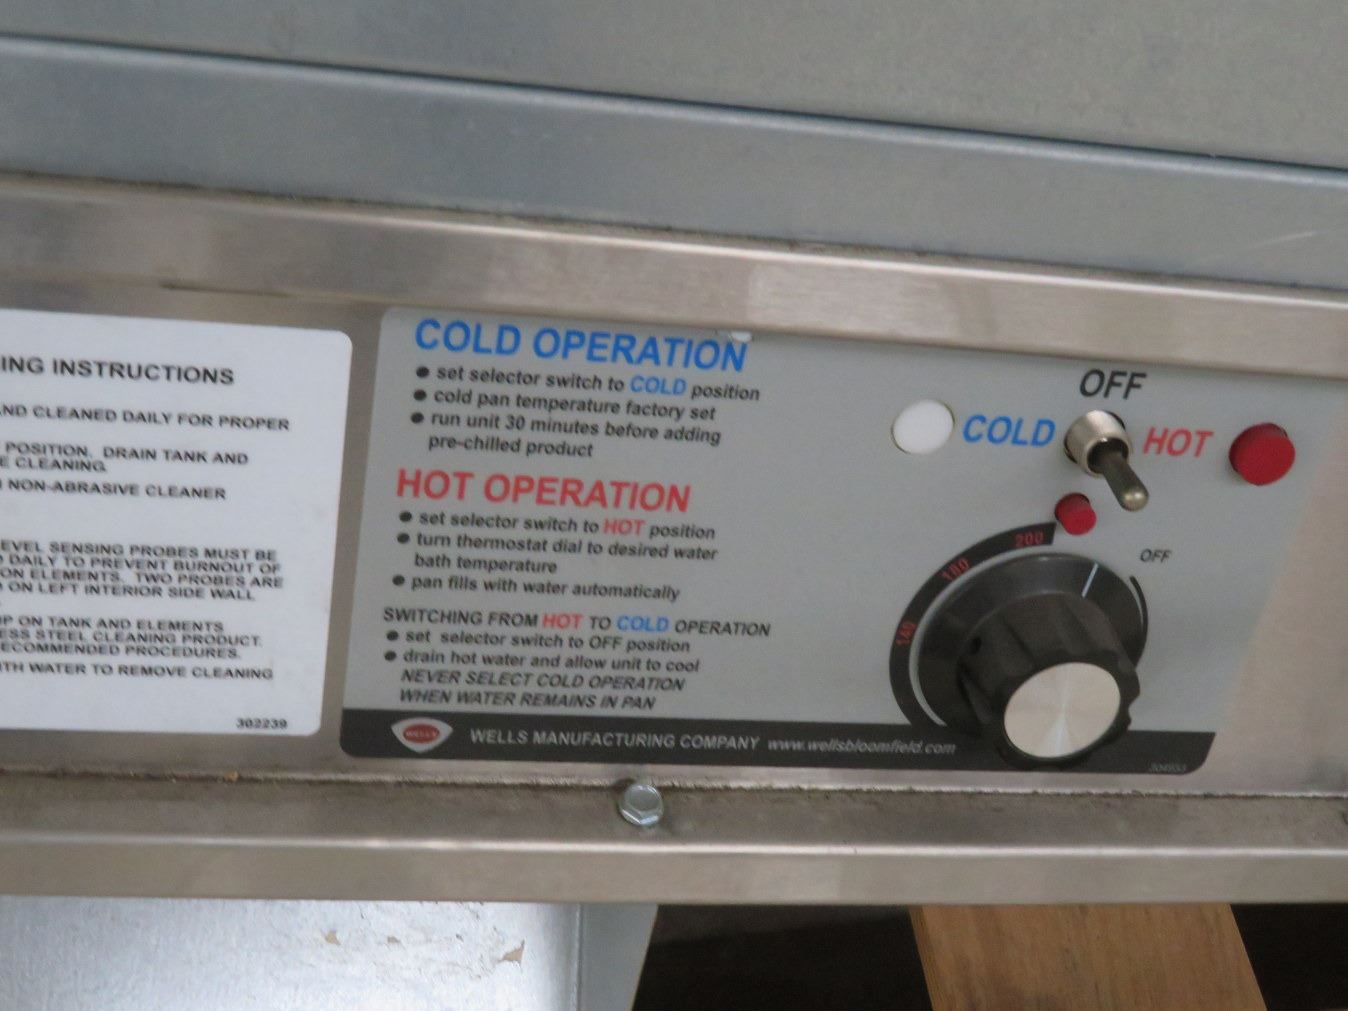 ING INSTRUCTIONS
AND CLEANED DAILY FOR PROPER
POSITION. DRAIN TANK AND
E CLEANING.
NON-ABRASIVE CLEANER
EVEL SENSING PROBES MUST BE
DAILY TO PREVENT BURNOUT OF
ON ELEMENTS. TWO PROBES ARE
ON LEFT INTERIOR SIDE WALL
UP ON TANK AND ELEMENTS
ESS STEEL CLEANING PRODUCT.
ECOMMENDED PROCEDURES.
ITH WATER TO REMOVE CLEANING
302239
COLD OPERATION
● set selector switch to COLD position
● cold pan temperature factory set
● run unit 30 minutes before adding
pre-chilled product
HOT OPERATION
● set selector switch to HOT position
● turn thermostat dial to desired water
bath temperature
● pan fills with water automatically
SWITCHING FROM HOT TO COLD OPERATION
● set selector switch to OFF position
● drain hot water and allow unit to cool
NEVER SELECT COLD OPERATION
WHEN WATER REMAINS IN PAN
WELLS
WELLS MANUFACTURING COMPANY www.wellsbloomfield.com
OFF
COLD
HOT
200
180
140
OFF